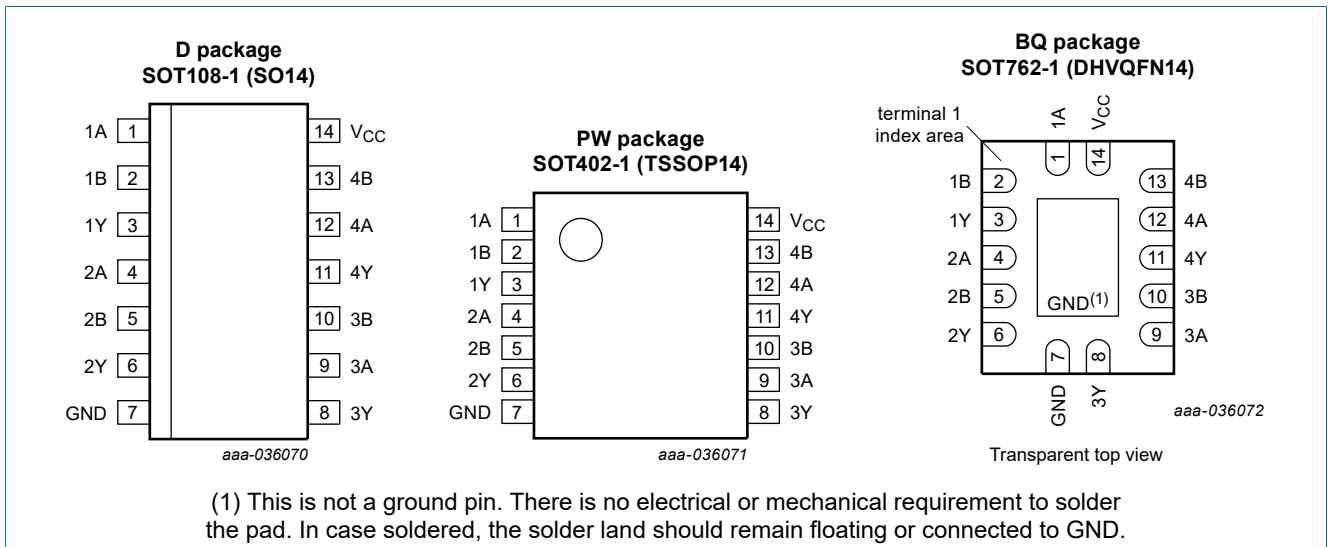 D package
SOT108-1 (SO14)
1A 1 14 VCC
1B 2 13 4B
1Y 3 12 4A
2A 4 11 4Y
2B 5 10 3B
2Y 6 9 3A
GND 7 8 3Y
aaa-036070
PW package
SOT402-1 (TSSOP14)
1A 1 14 VCC
1B 2 13 4B
1Y 3 12 4A
2A 4 11 4Y
2B 5 10 3B
2Y 6 9 3A
GND 7 8 3Y
aaa-036071
BQ package
SOT762-1 (DHVQFN14)
terminal 1
index area
1A VCC
1 14
1B 2 13 4B
1Y 3 12 4A
2A 4 11 4Y
2B 5 10 3B
GND(1)
2Y 6 9 3A
7 8
GND 3Y
aaa-036072
Transparent top view
(1) This is not a ground pin. There is no electrical or mechanical requirement to solder
the pad. In case soldered, the solder land should remain floating or connected to GND.